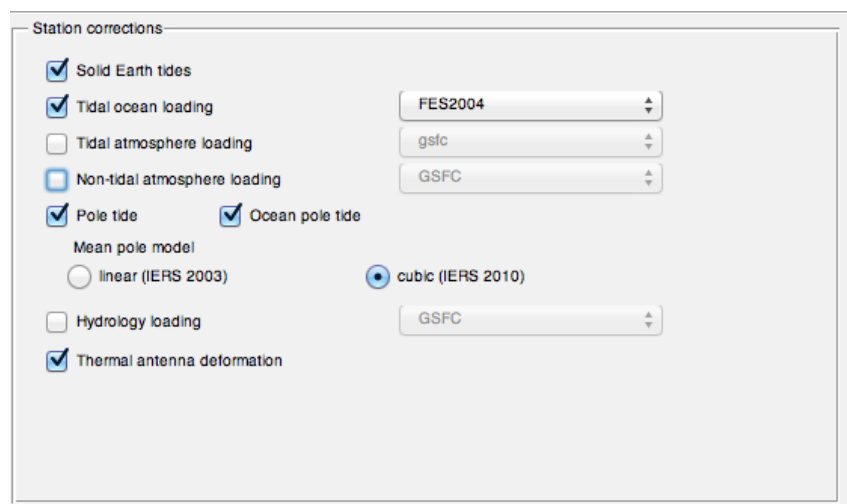 Station corrections
Solid Earth tides
Tidal ocean loading FES2004
Tidal atmosphere loading gsfc
Non-tidal atmosphere loading GSFC
Pole tide Ocean pole tide
Mean pole model
linear (IERS 2003) cubic (IERS 2010)
Hydrology loading GSFC
Thermal antenna deformation